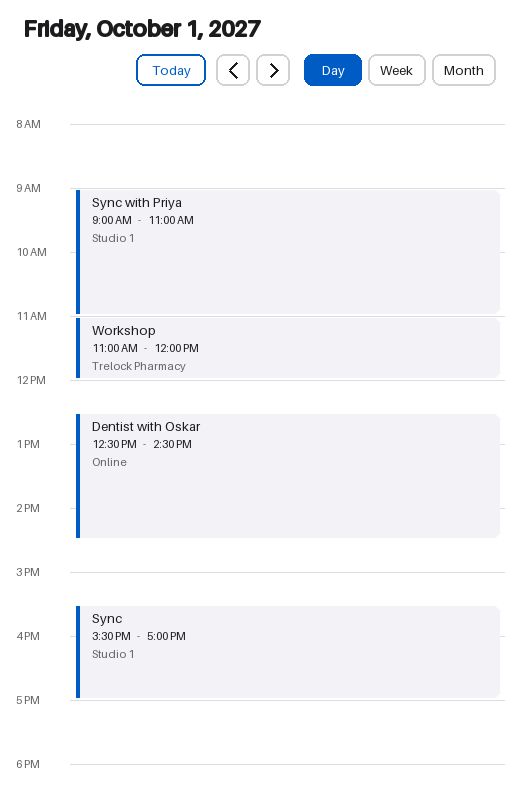 Friday, October 1, 2027
Today
Day
Week
Month
8 AM
9 AM
Sync with Priya
9:00 AM - 11:00 AM
Studio 1
10 AM
11 AM
Workshop
11:00 AM - 12:00 PM
Trelock Pharmacy
12 PM
Dentist with Oskar
12:30 PM - 2:30 PM
1 PM
Online
2 PM
3 PM
Sync
3:30 PM - 5:00 PM
4 PM
Studio 1
5 PM
6 PM